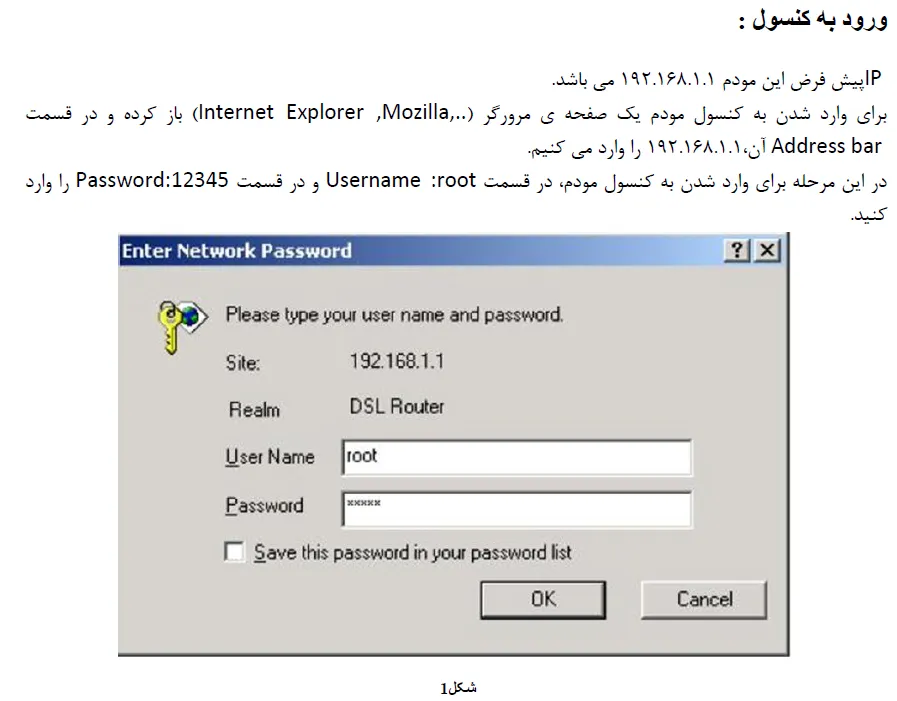 ورود به کنسول :
IPپیش فرض این مودم ۱۹۲.۱۶۸.۱.۱ می باشد.
برای وارد شدن به کنسول مودم یک صفحه ی مرورگر (Internet Explorer ,Mozilla,..) باز کرده و در قسمت
Address bar آن،۱۹۲.۱۶۸.۱.۱ را وارد می کنیم.
در این مرحله برای وارد شدن به کنسول مودم، در قسمت Username :root و در قسمت Password:12345 را وارد
کنید.
Enter Network Password
Please type your user name and password.
Site: 192.168.1.1
Realm DSL Router
User Name root
Password *****
Save this password in your password list
OK Cancel
شکل1